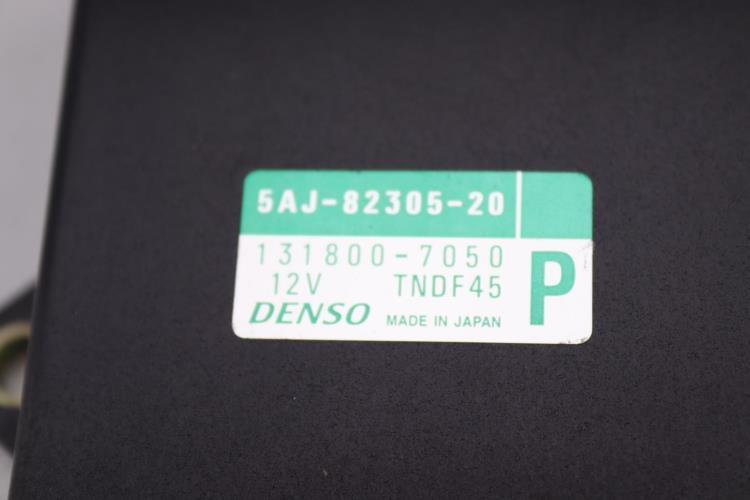 5AJ-82305-20
131800-7050
12V TNDF45
P
DENSO MADE IN JAPAN